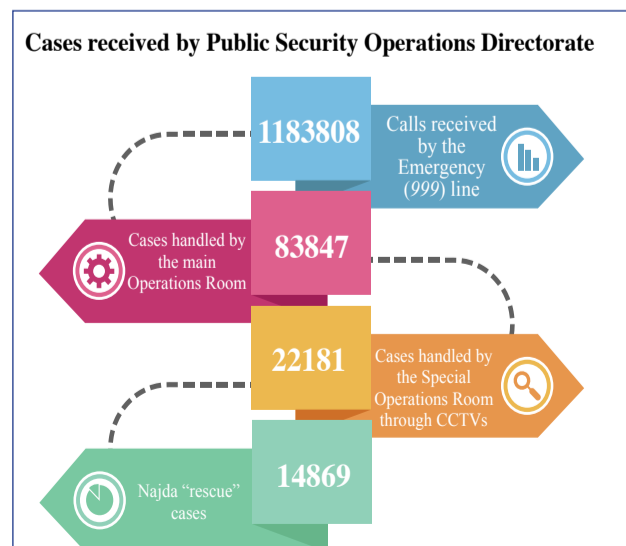 Cases received by Public Security Operations Directorate
1183808
Calls received
by the
Emergency
(999) line
83847
Cases handled by
the main
Operations Room
22181
Cases handled by
the Special
Operations Room
through CCTVs
14869
Najda “rescue”
cases